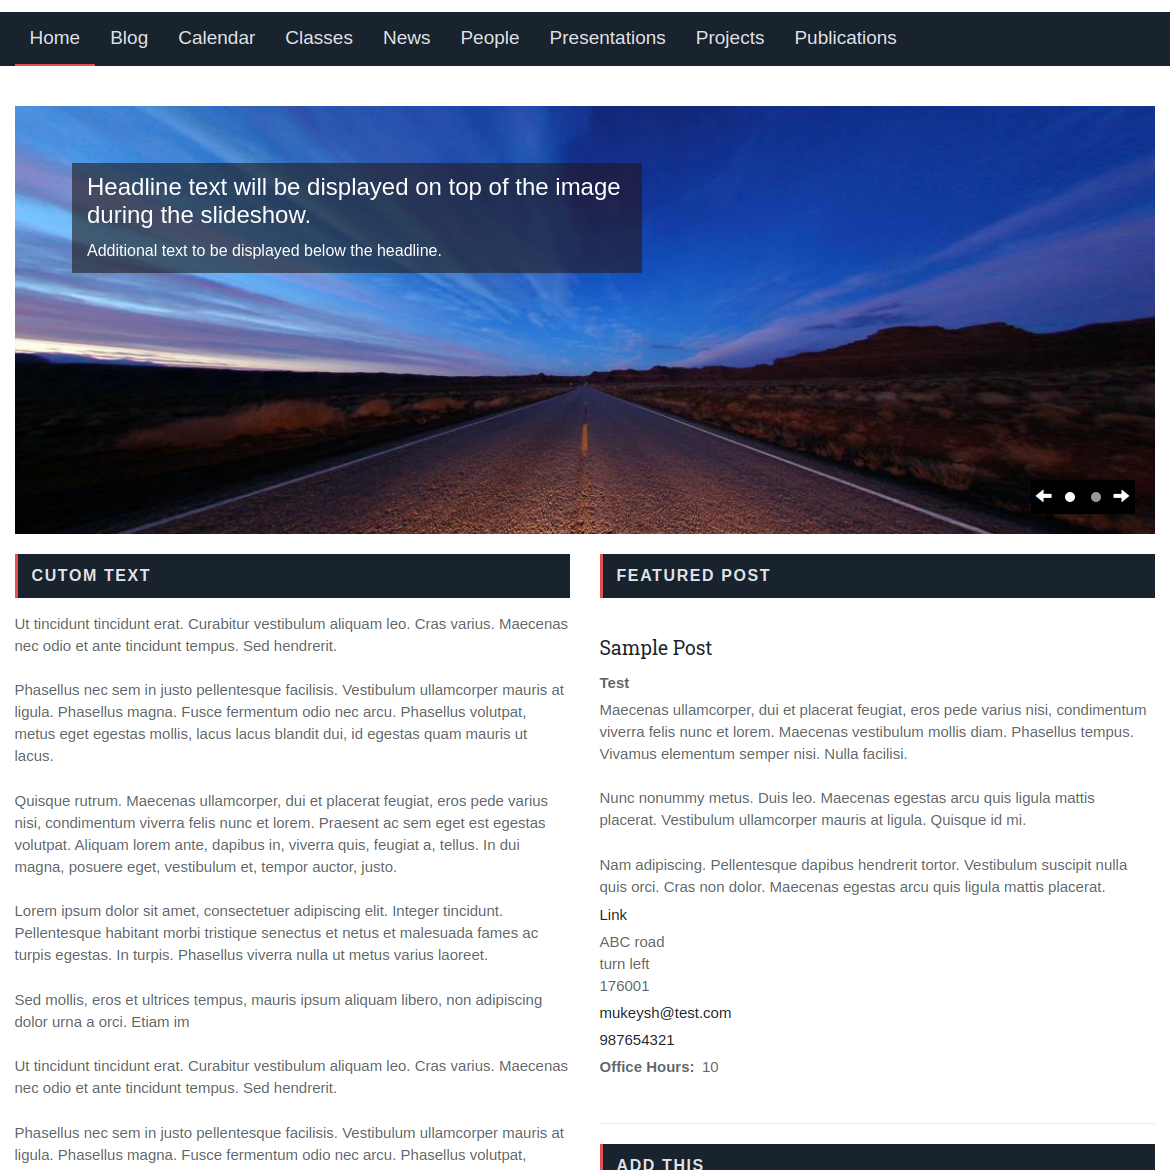 Home Blog Calendar Classes News People Presentations Projects Publications
Headline text will be displayed on top of the image
during the slideshow.
Additional text to be displayed below the headline.
CUTOM TEXT
Ut tincidunt tincidunt erat. Curabitur vestibulum aliquam leo. Cras varius. Maecenas
nec odio et ante tincidunt tempus. Sed hendrerit.
Phasellus nec sem in justo pellentesque facilisis. Vestibulum ullamcorper mauris at
ligula. Phasellus magna. Fusce fermentum odio nec arcu. Phasellus volutpat,
metus eget egestas mollis, lacus lacus blandit dui, id egestas quam mauris ut
lacus.
Quisque rutrum. Maecenas ullamcorper, dui et placerat feugiat, eros pede varius
nisi, condimentum viverra felis nunc et lorem. Praesent ac sem eget est egestas
volutpat. Aliquam lorem ante, dapibus in, viverra quis, feugiat a, tellus. In dui
magna, posuere eget, vestibulum et, tempor auctor, justo.
Lorem ipsum dolor sit amet, consectetuer adipiscing elit. Integer tincidunt.
Pellentesque habitant morbi tristique senectus et netus et malesuada fames ac
turpis egestas. In turpis. Phasellus viverra nulla ut metus varius laoreet.
Sed mollis, eros et ultrices tempus, mauris ipsum aliquam libero, non adipiscing
dolor urna a orci. Etiam im
Ut tincidunt tincidunt erat. Curabitur vestibulum aliquam leo. Cras varius. Maecenas
nec odio et ante tincidunt tempus. Sed hendrerit.
Phasellus nec sem in justo pellentesque facilisis. Vestibulum ullamcorper mauris at
ligula. Phasellus magna. Fusce fermentum odio nec arcu. Phasellus volutpat,
FEATURED POST
Sample Post
Test
Maecenas ullamcorper, dui et placerat feugiat, eros pede varius nisi, condimentum
viverra felis nunc et lorem. Maecenas vestibulum mollis diam. Phasellus tempus.
Vivamus elementum semper nisi. Nulla facilisi.
Nunc nonummy metus. Duis leo. Maecenas egestas arcu quis ligula mattis
placerat. Vestibulum ullamcorper mauris at ligula. Quisque id mi.
Nam adipiscing. Pellentesque dapibus hendrerit tortor. Vestibulum suscipit nulla
quis orci. Cras non dolor. Maecenas egestas arcu quis ligula mattis placerat.
Link
ABC road
turn left
176001
mukeysh@test.com
987654321
Office Hours: 10
ADD THIS